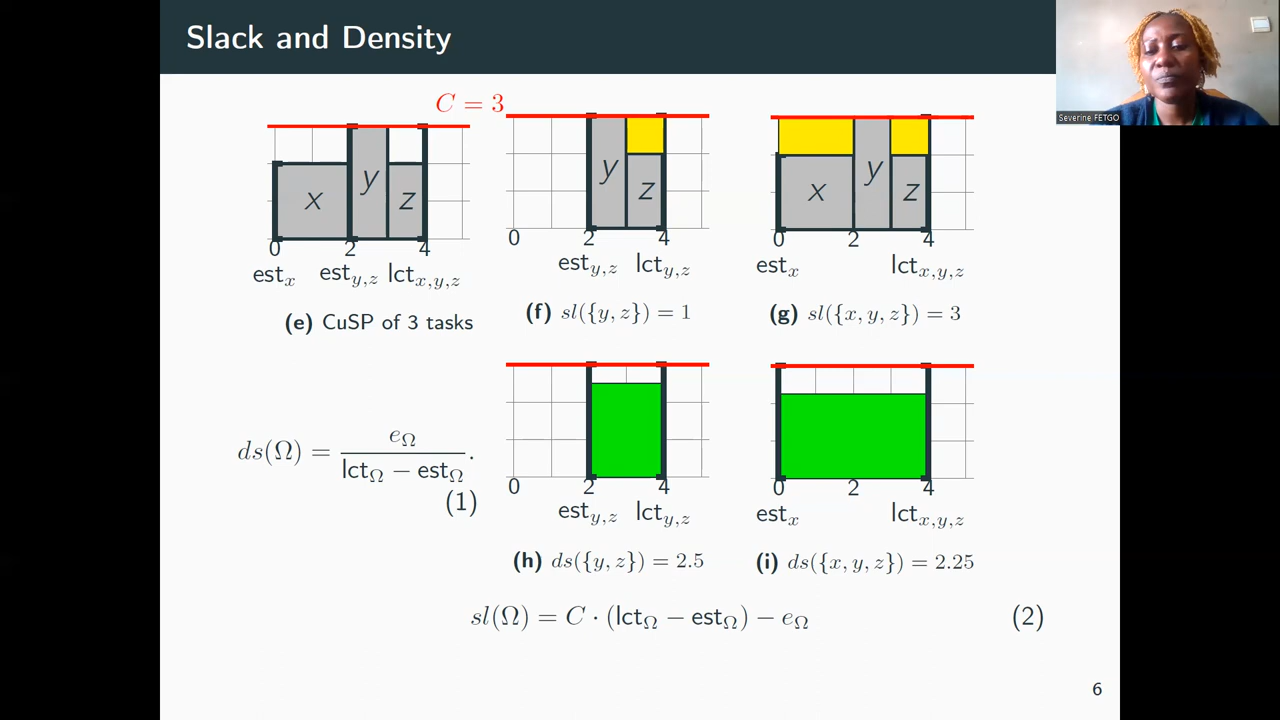 Slack and Density
Severine FETGO
C = 3
x y z
0 2 4
est_x est_{y,z} lct_{x,y,z}
(e) CuSP of 3 tasks
y z
0 2 4
est_{y,z} lct_{y,z}
(f) sl({y, z}) = 1
x y z
0 2 4
est_x lct_{x,y,z}
(g) sl({x, y, z}) = 3
ds(Ω) = e_Ω / (lct_Ω − est_Ω) .
(1)
0 2 4
est_{y,z} lct_{y,z}
(h) ds({y, z}) = 2.5
0 2 4
est_x lct_{x,y,z}
(i) ds({x, y, z}) = 2.25
sl(Ω) = C · (lct_Ω − est_Ω) − e_Ω (2)
6